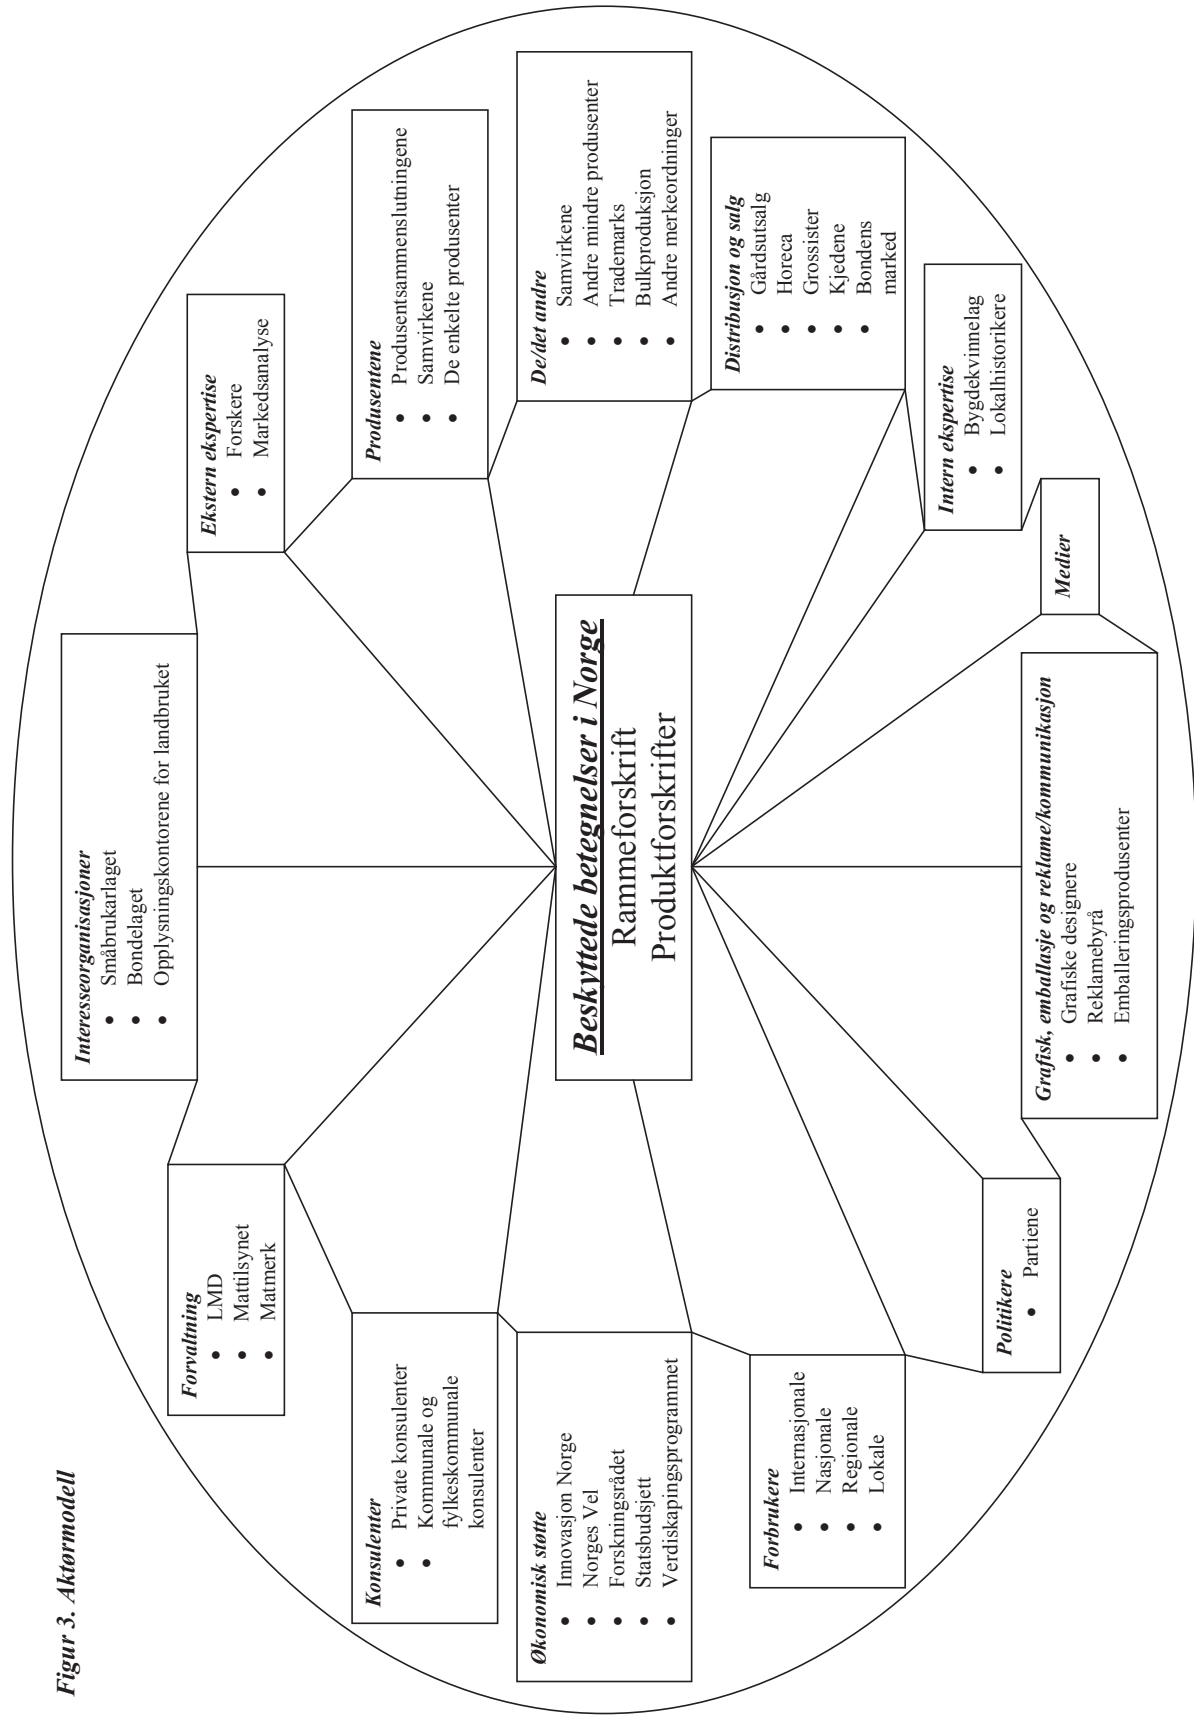 Figur 3. Aktørmodell
Interesseorganisasjoner
• Småbrukarlaget
• Bondelaget
• Opplysningskontorene for landbruket
Ekstern ekspertise
• Forskere
• Markedsanalyse
Produsentene
• Produsentsammenslutningene
• Samvirkene
• De enkelte produsenter
De/det andre
• Samvirkene
• Andre mindre produsenter
• Trademarks
• Bulkproduksjon
• Andre merkeordninger
Distribusjon og salg
• Gårdsutsalg
• Horeca
• Grossister
• Kjedene
• Bondens
marked
Intern ekspertise
• Bygdekvinnelag
• Lokalhistorikere
Medier
Grafisk, emballasje og reklame/kommunikasjon
• Grafiske designere
• Reklamebyrå
• Emballeringsprodusenter
Politikere
• Partiene
Forbrukere
• Internasjonale
• Nasjonale
• Regionale
• Lokale
Økonomisk støtte
• Innovasjon Norge
• Norges Vel
• Forskningsrådet
• Statsbudsjett
• Verdiskapingsprogrammet
Konsulenter
• Private konsulenter
• Kommunale og
fylkeskommunale
konsulenter
Forvaltning
• LMD
• Mattilsynet
• Matmerk
Beskyttede betegnelser i Norge
Rammeforskrift
Produktforskrifter